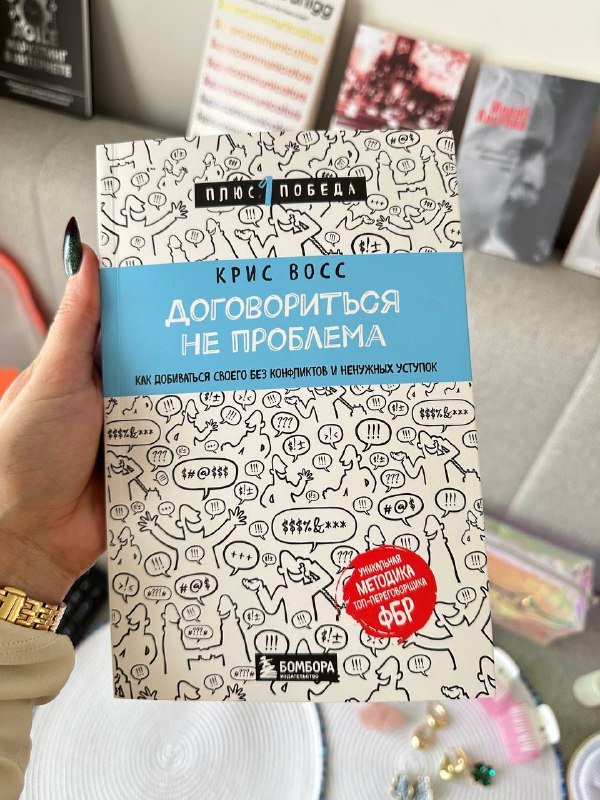 ПЛЮС 1 ПОБЕДА
КРИС ВОСС
ДОГОВОРИТЬСЯ
НЕ ПРОБЛЕМА
КАК ДОБИВАТЬСЯ СВОЕГО БЕЗ КОНФЛИКТОВ И НЕНУЖНЫХ УСТУПОК
$$$%&***
$#@$$$
$$$%&***
УНИКАЛЬНАЯ
МЕТОДИКА
ТОП-ПЕРЕГОВОРЩИКА
ФБР
БОМБОРА
ИЗДАТЕЛЬСТВО